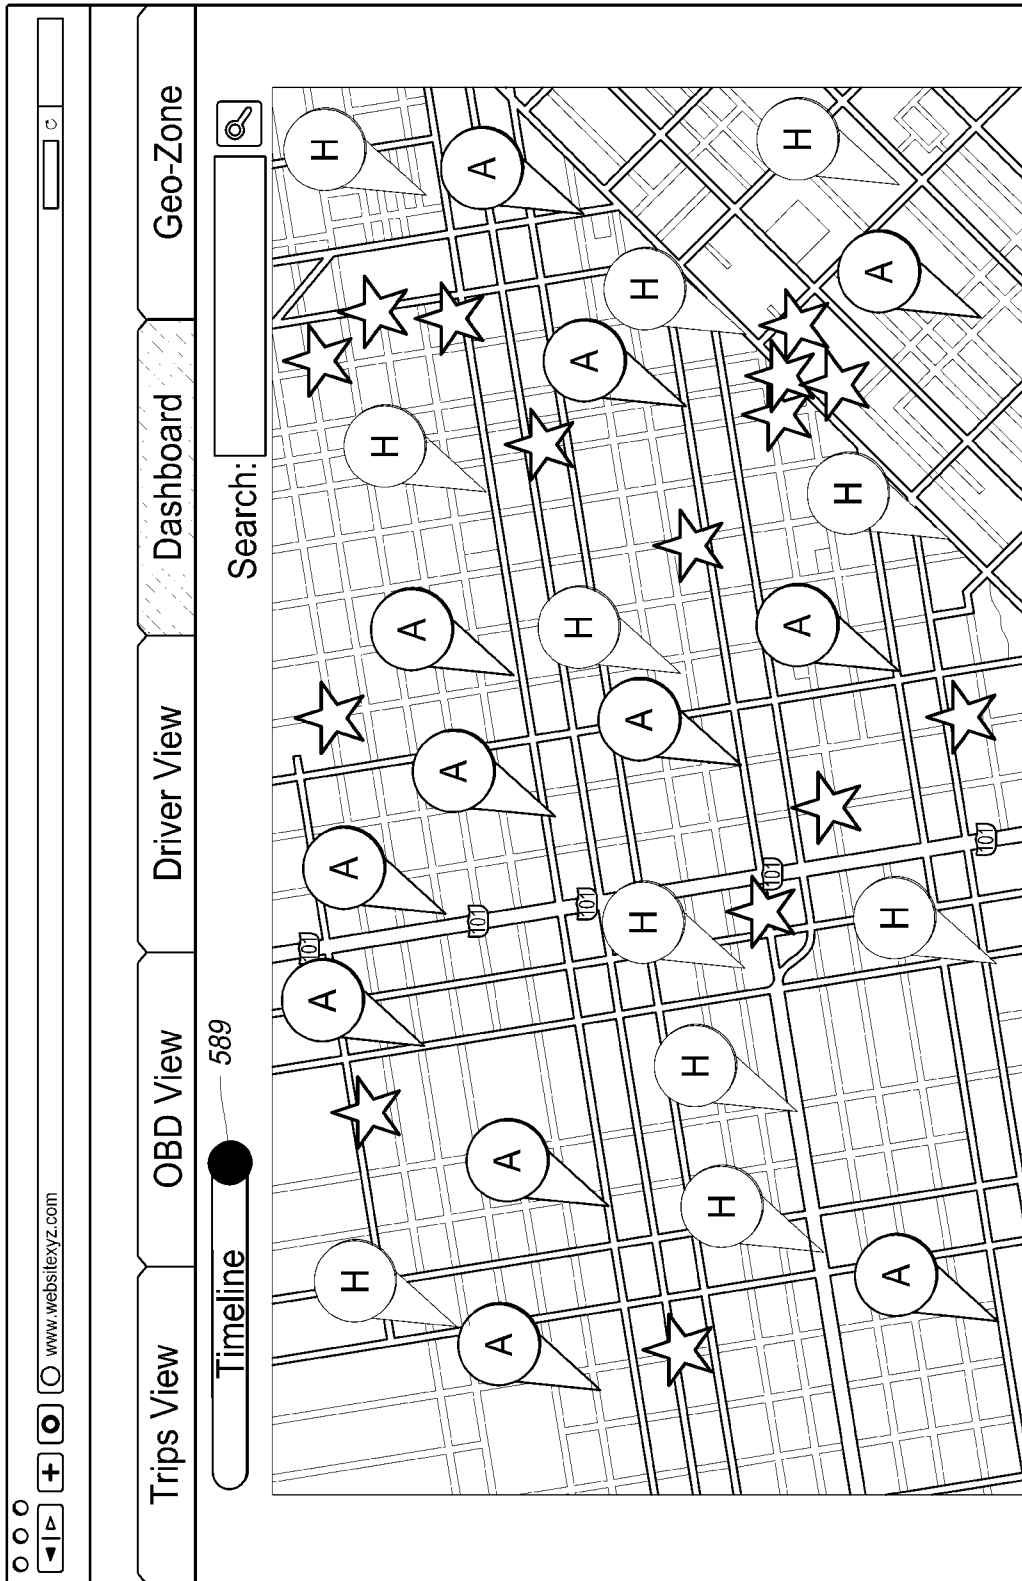 www.websitexyz.com
Trips View OBD View Driver View Dashboard Geo-Zone
Timeline 589 Search:
H A 101 A H
A H
A 101 A A
A A
H A
101
H A H
H H
101 A H
H
A H A
101